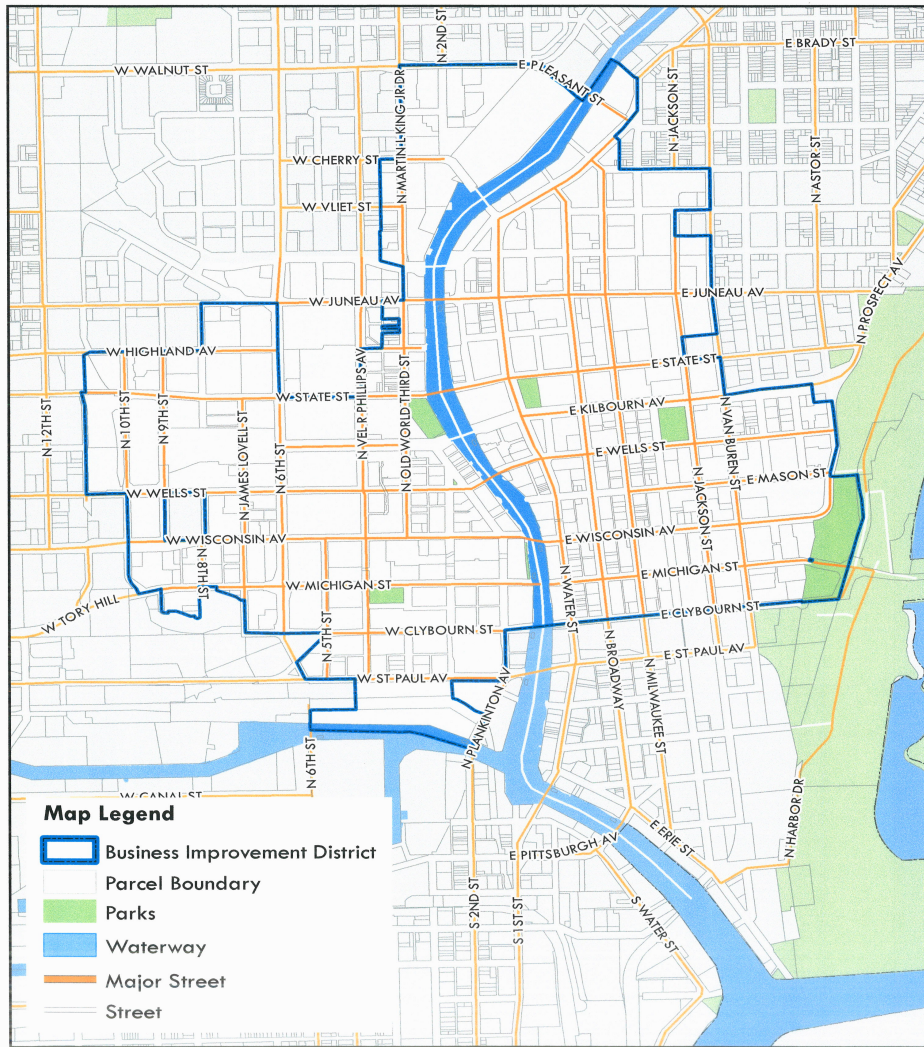 N 2ND ST
E BRADY ST
W WALNUT ST
E PLEASANT ST
N JACKSON ST
N MARTIN L KING JR DR
N ASTOR ST
W CHERRY ST
W VLIET ST
N PROSPECT AV
W JUNEAU AV
E JUNEAU AV
W HIGHLAND AV
N VEL R PHILLIPS AV
N OLD WORLD THIRD ST
E STATE ST
W STATE ST
E KILBOURN AV
N 12TH ST
N 10TH ST
N 9TH ST
N JAMES LOVELL ST
N 6TH ST
N VAN BUREN ST
E WELLS ST
N JACKSON ST
E MASON ST
W WELLS ST
W WISCONSIN AV
E WISCONSIN AV
N 8TH ST
W MICHIGAN ST
E MICHIGAN ST
N WATER ST
W TORY HILL
E CLYBOURN ST
W CLYBOURN ST
N 5TH ST
N BROADWAY
E ST PAUL AV
N MILWAUKEE ST
W ST PAUL AV
N PLANKINTON AV
N 6TH ST
W CANAL ST
N HARBOR DR
E ERIE ST
E PITTSBURGH AV
S 2ND ST
S 1ST ST
S WATER ST
Map Legend
Business Improvement District
Parcel Boundary
Parks
Waterway
Major Street
Street